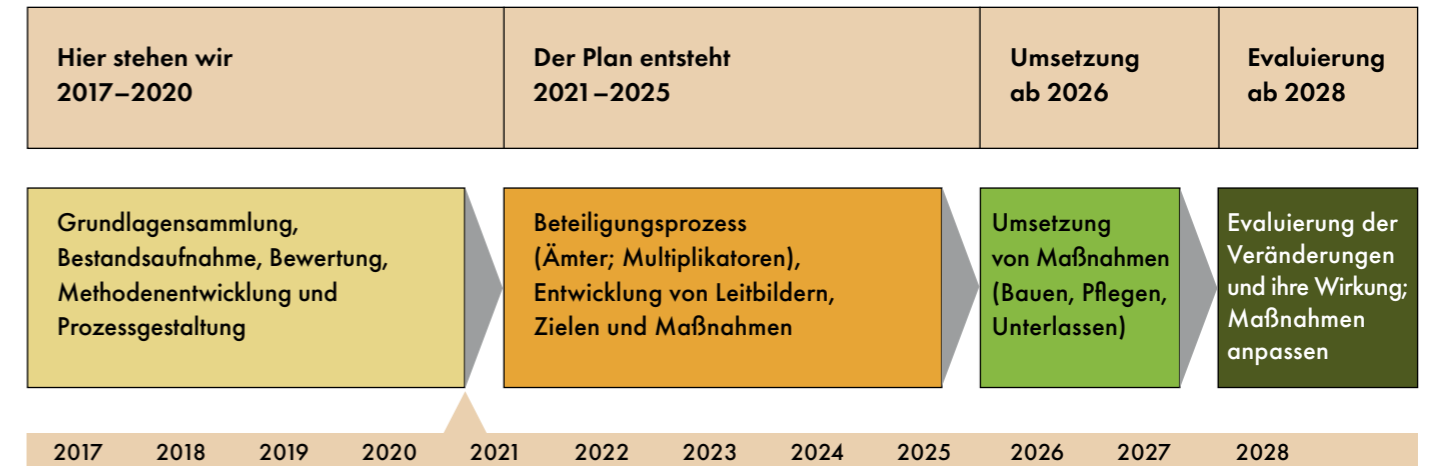 Hier stehen wir
2017–2020
Der Plan entsteht
2021–2025
Umsetzung
ab 2026
Evaluierung
ab 2028
Grundlagensammlung,
Bestandsaufnahme, Bewertung,
Methodenentwicklung und
Prozessgestaltung
Beteiligungsprozess
(Ämter; Multiplikatoren),
Entwicklung von Leitbildern,
Zielen und Maßnahmen
Umsetzung
von Maßnahmen
(Bauen, Pflegen,
Unterlassen)
Evaluierung der
Veränderungen
und ihre Wirkung;
Maßnahmen
anpassen
2017 2018 2019 2020 2021 2022 2023 2024 2025 2026 2027 2028